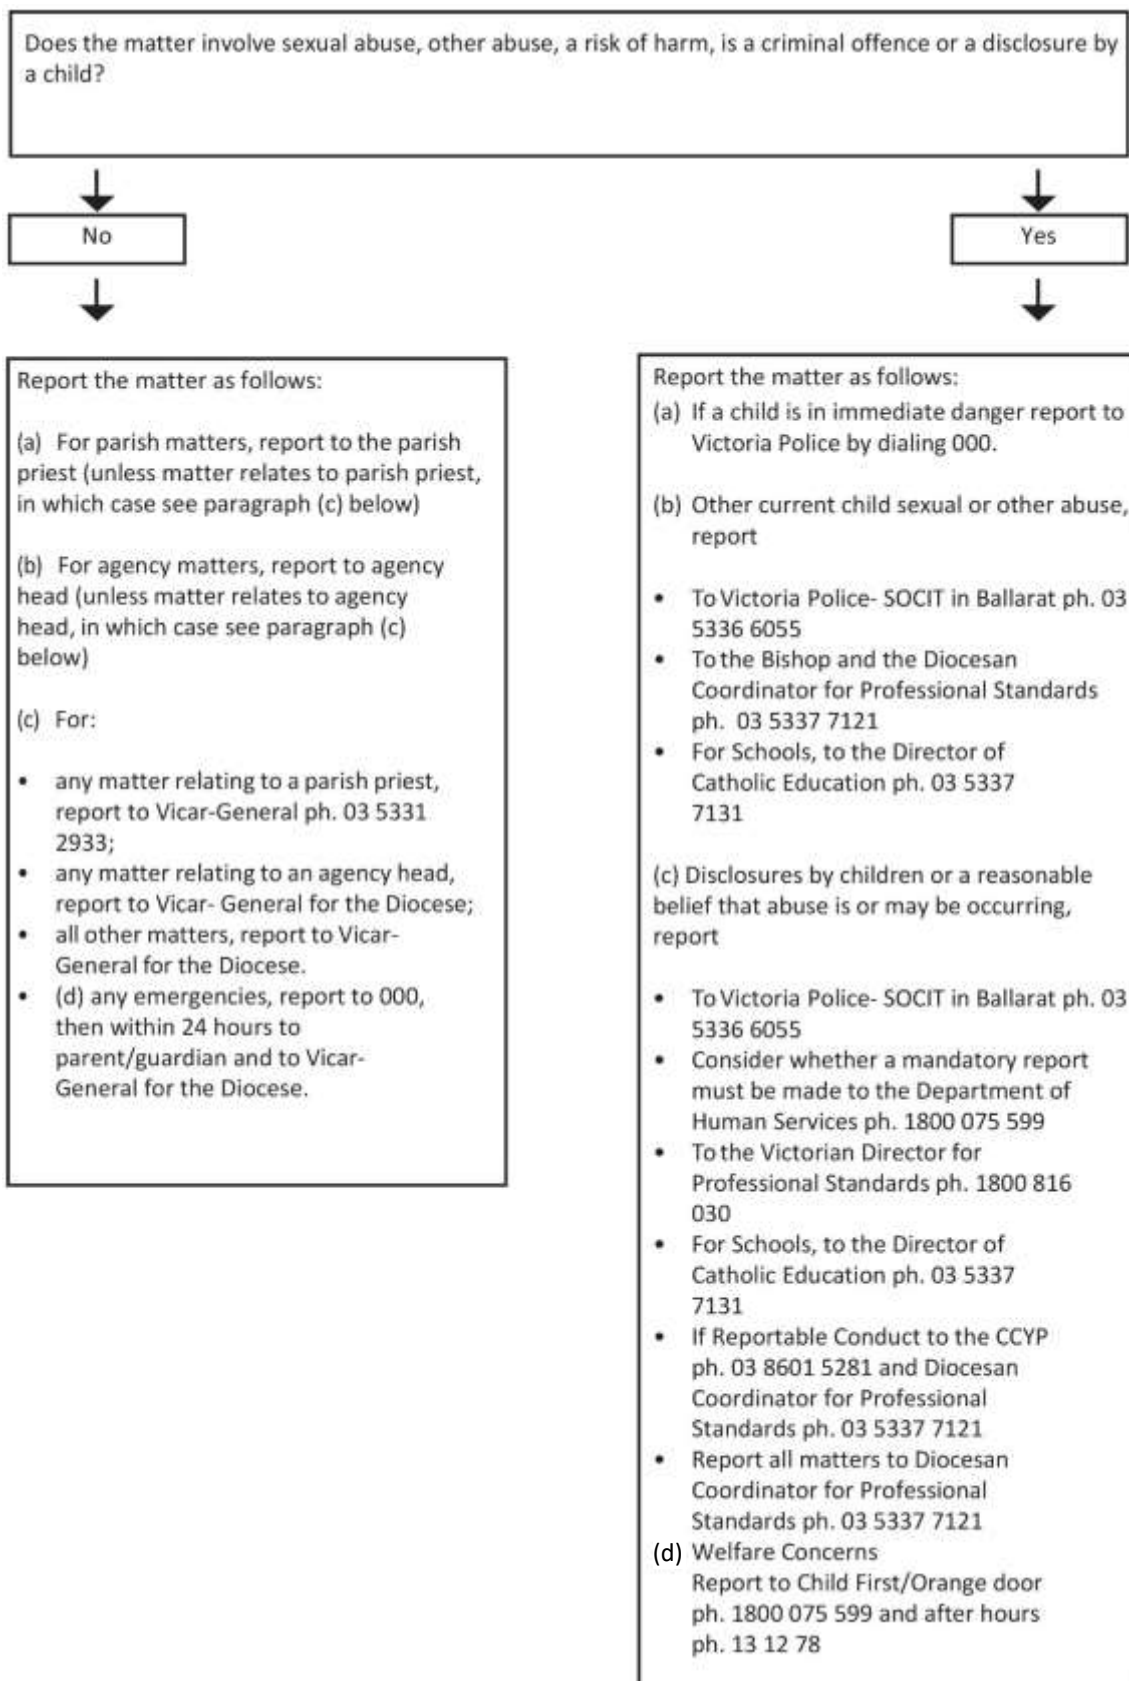 Does the matter involve sexual abuse, other abuse, a risk of harm, is a criminal offence or a disclosure by
a child?
No
Yes
Report the matter as follows:
(a) For parish matters, report to the parish
priest (unless matter relates to parish priest,
in which case see paragraph (c) below)
(b) For agency matters, report to agency
head (unless matter relates to agency
head, in which case see paragraph (c)
below)
(c) For:
• any matter relating to a parish priest,
report to Vicar-General ph. 03 5331
2933;
• any matter relating to an agency head,
report to Vicar- General for the Diocese;
• all other matters, report to Vicar-
General for the Diocese.
• (d) any emergencies, report to 000,
then within 24 hours to
parent/guardian and to Vicar-
General for the Diocese.
Report the matter as follows:
(a) If a child is in immediate danger report to
Victoria Police by dialing 000.
(b) Other current child sexual or other abuse,
report
• To Victoria Police- SOCIT in Ballarat ph. 03
5336 6055
• To the Bishop and the Diocesan
Coordinator for Professional Standards
ph. 03 5337 7121
• For Schools, to the Director of
Catholic Education ph. 03 5337
7131
(c) Disclosures by children or a reasonable
belief that abuse is or may be occurring,
report
• To Victoria Police- SOCIT in Ballarat ph. 03
5336 6055
• Consider whether a mandatory report
must be made to the Department of
Human Services ph. 1800 075 599
• To the Victorian Director for
Professional Standards ph. 1800 816
030
• For Schools, to the Director of
Catholic Education ph. 03 5337
7131
• If Reportable Conduct to the CCYP
ph. 03 8601 5281 and Diocesan
Coordinator for Professional
Standards ph. 03 5337 7121
• Report all matters to Diocesan
Coordinator for Professional
Standards ph. 03 5337 7121
(d) Welfare Concerns
Report to Child First/Orange door
ph. 1800 075 599 and after hours
ph. 13 12 78